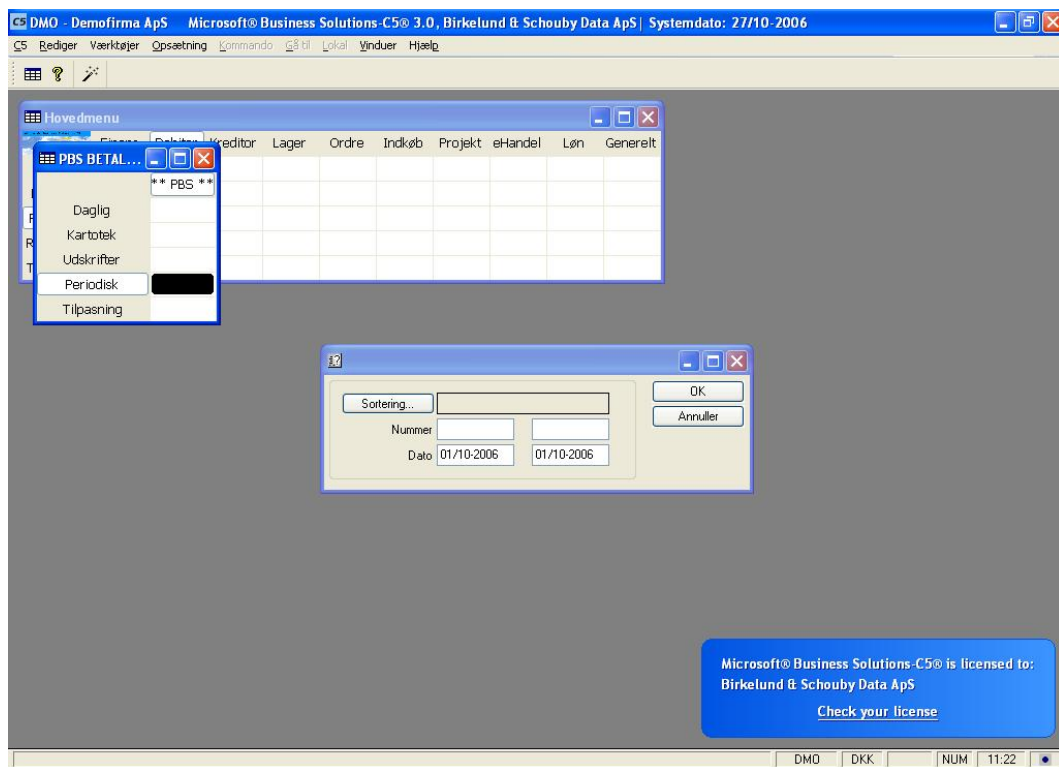 C5 DMO - Demofirma ApS Microsoft® Business Solutions-C5® 3.0, Birkelund & Schouby Data ApS| Systemdato: 27/10-2006
C5 Rediger Værktøjer Opsætning Kommando Gå til Lokal Vinduer Hjælp
Hovedmenu
Kreditor Lager Ordre Indkøb Projekt eHandel Løn Generelt
PBS BETAL...
** PBS **
Daglig
Kartotek
Udskrifter
Periodisk
Tilpasning
Sortering...
OK
Nummer
Annuller
Dato 01/10-2006 01/10-2006
Microsoft® Business Solutions-C5® is licensed to:
Birkelund & Schouby Data ApS
Check your license
DMO DKK NUM 11:22